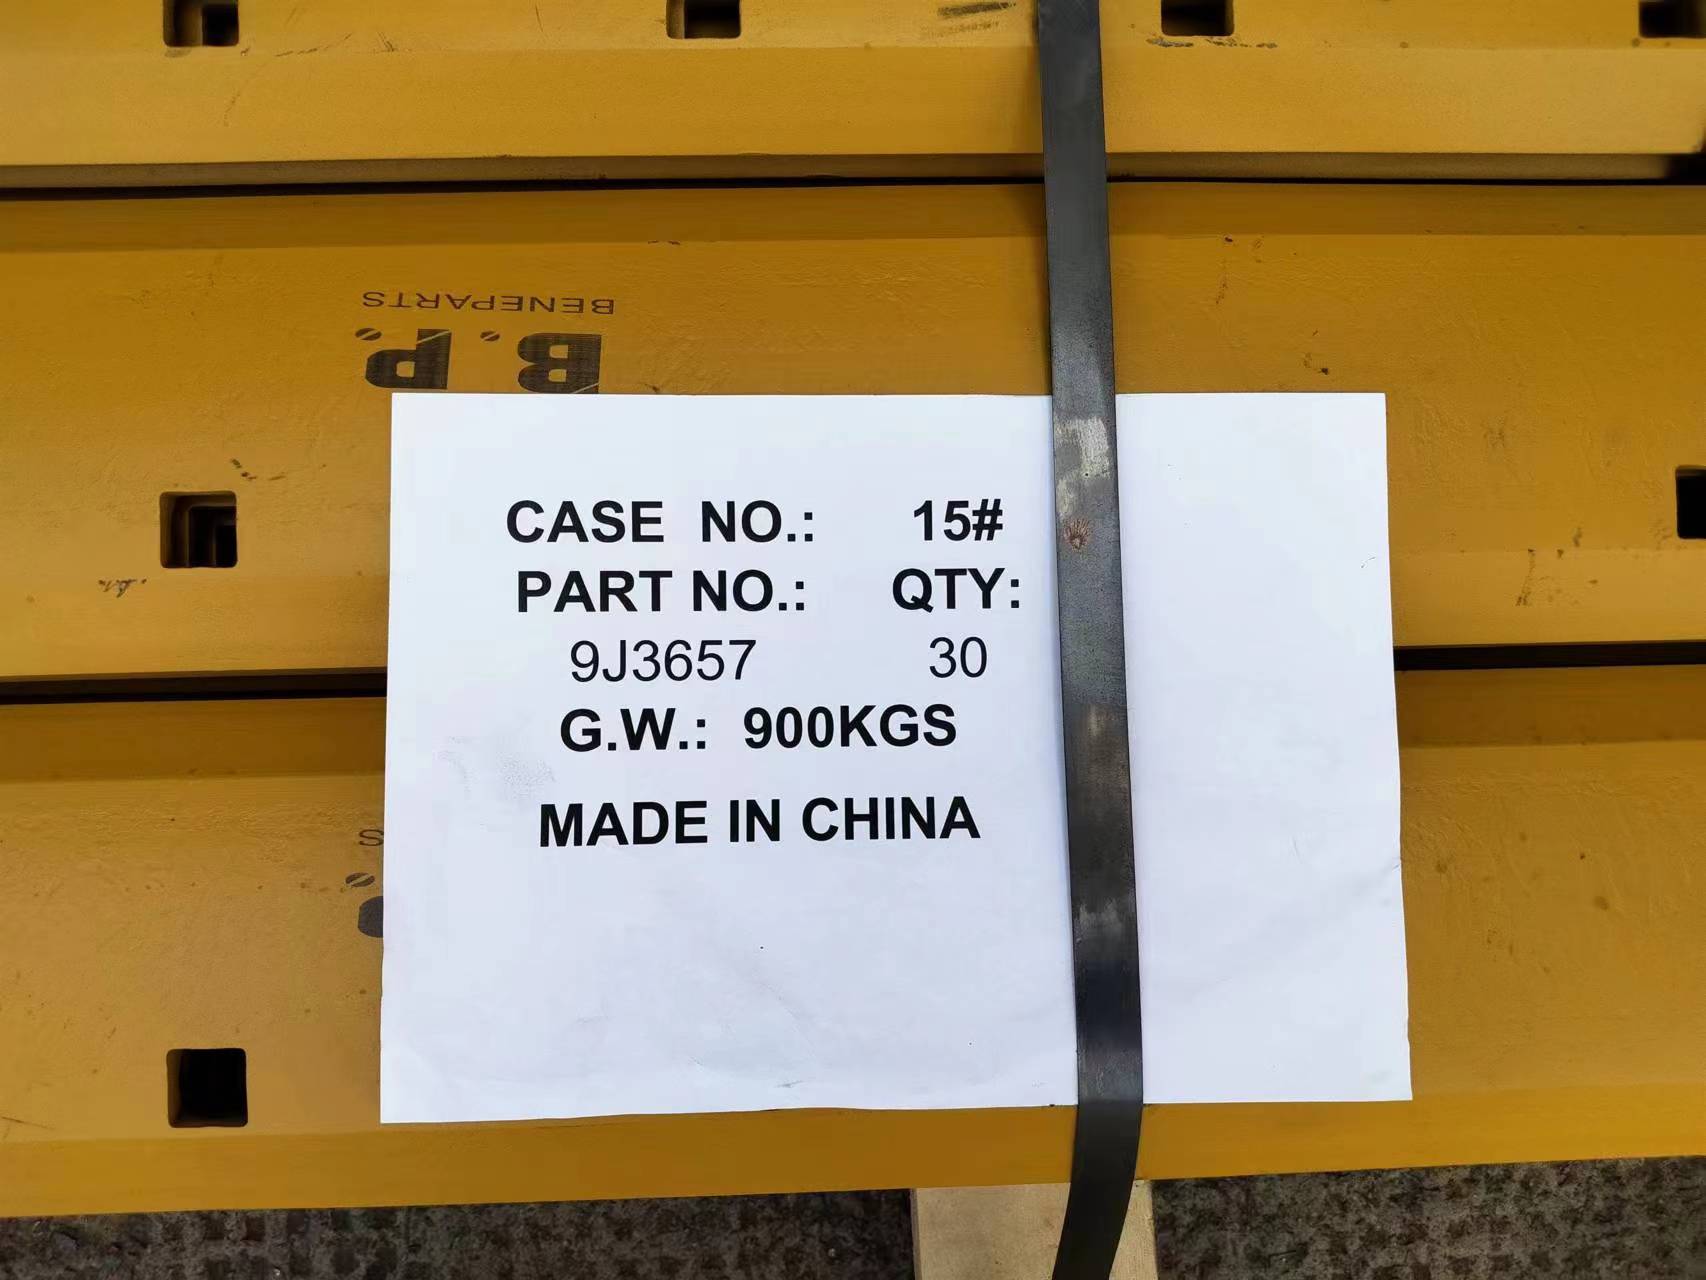 BENEPARTS
B.P.
CASE NO.: 15#
PART NO.: QTY:
9J3657 30
G.W.: 900KGS
MADE IN CHINA
S